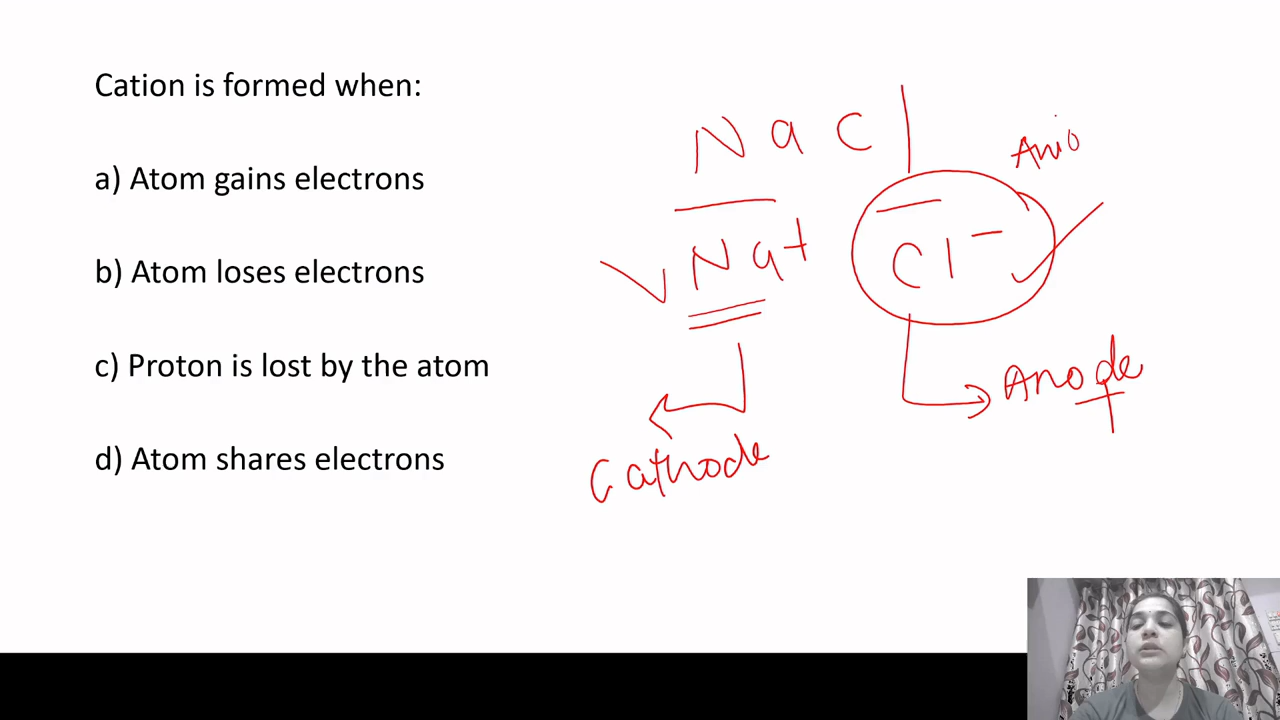 Cation is formed when:
a) Atom gains electrons
b) Atom loses electrons
c) Proton is lost by the atom
d) Atom shares electrons
NaCl
Anio
Na+ Cl−
Anode
+
Cathode